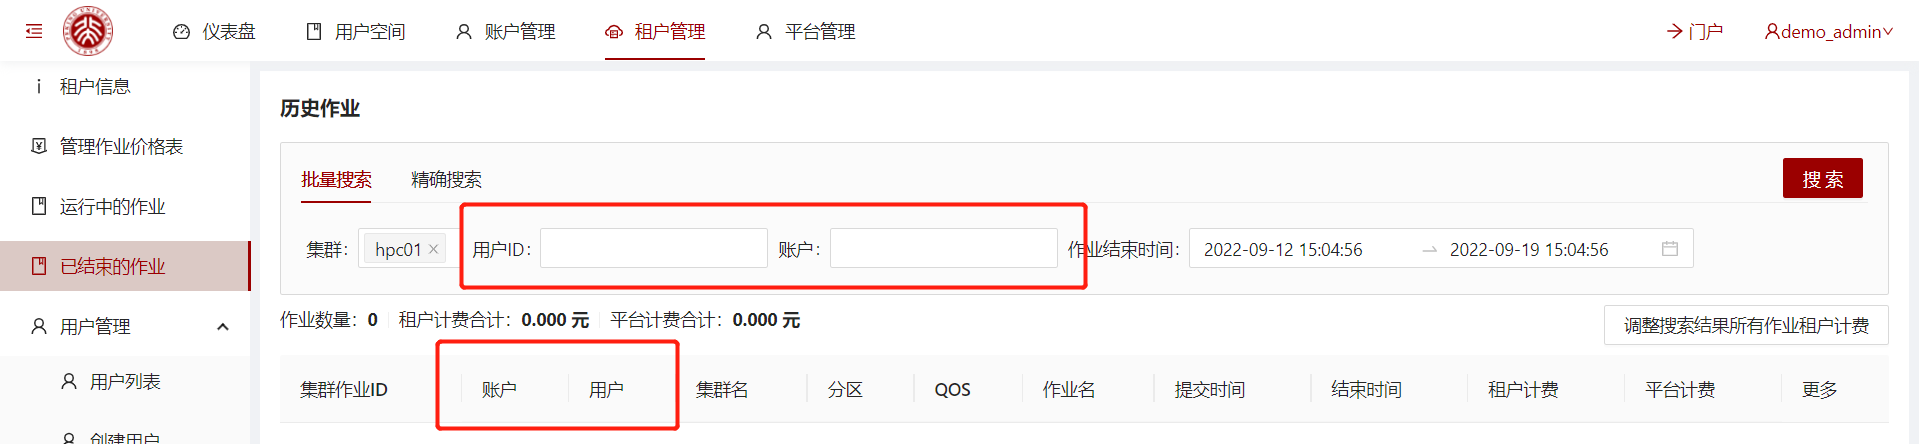 仪表盘 用户空间 账户管理 租户管理 平台管理 门户 demo_admin
租户信息
管理作业价格表
运行中的作业
已结束的作业
用户管理
用户列表
创建用户
历史作业
批量搜索 精确搜索 搜 索
集群: hpc01 × 用户ID: 账户: 作业结束时间: 2022-09-12 15:04:56 → 2022-09-19 15:04:56
作业数量: 0 租户计费合计: 0.000 元 平台计费合计: 0.000 元
调整搜索结果所有作业租户计费
集群作业ID 账户 用户 集群名 分区 QOS 作业名 提交时间 结束时间 租户计费 平台计费 更多